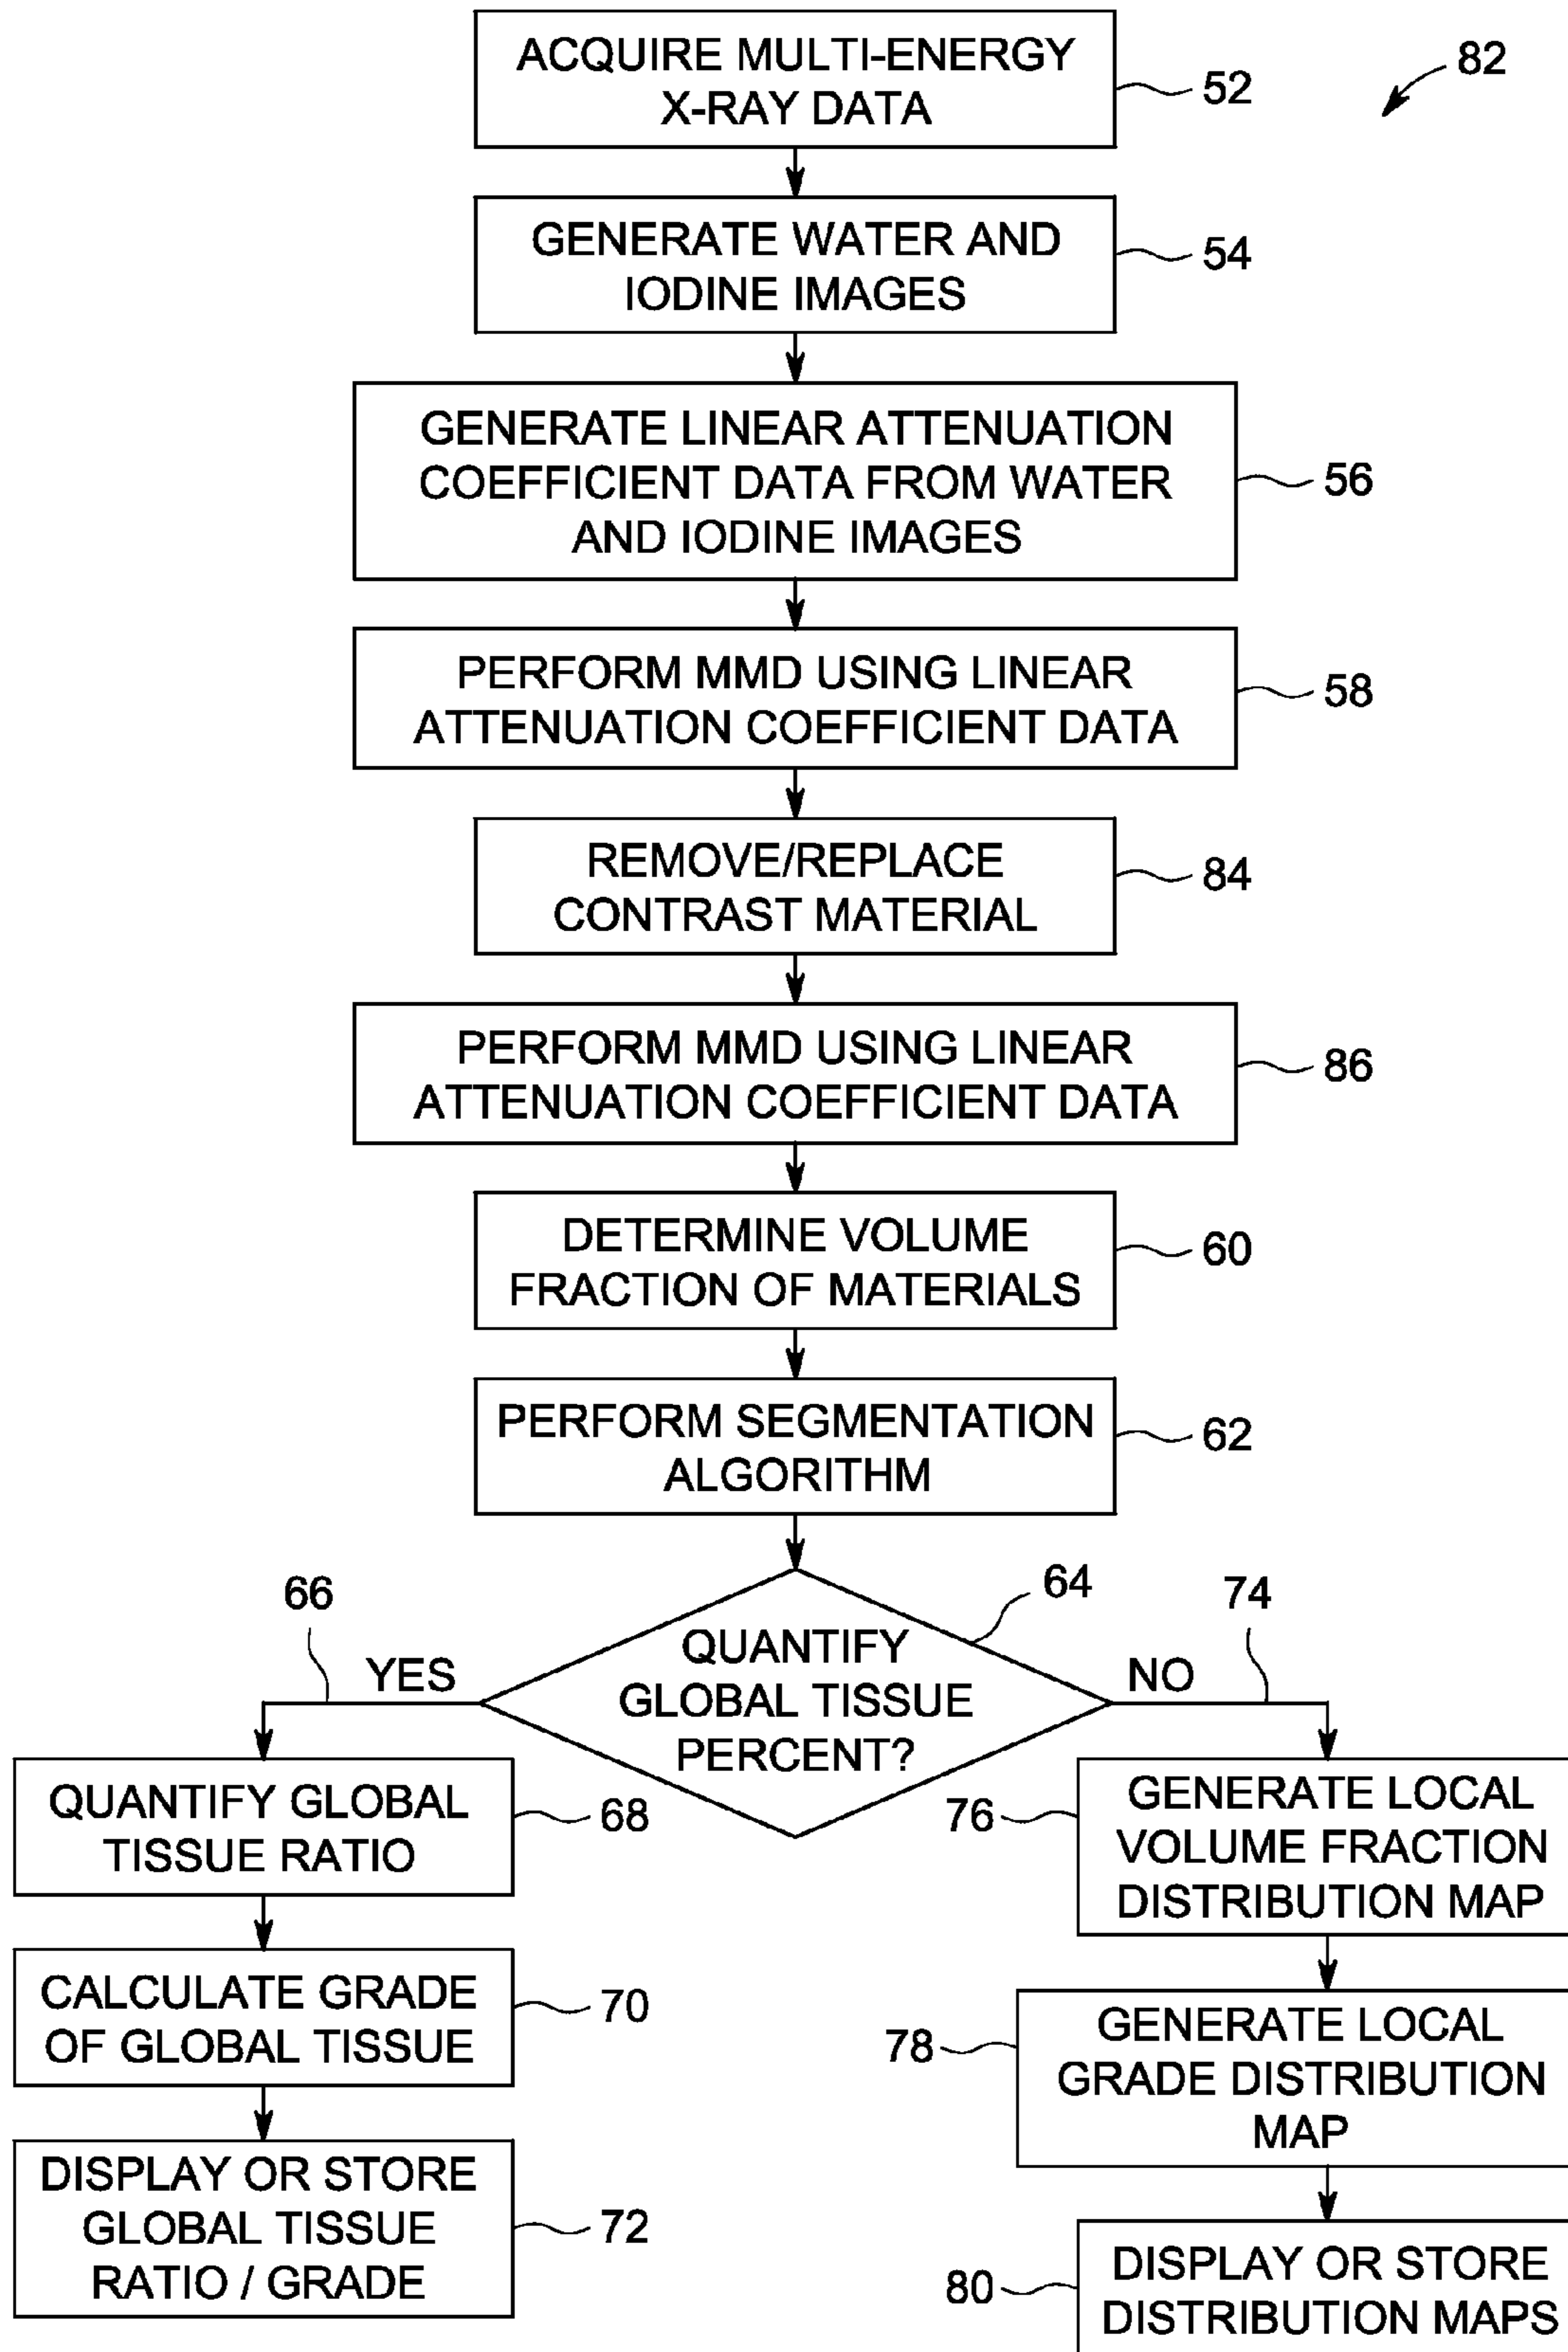 ACQUIRE MULTI-ENERGY
X-RAY DATA
52
82
GENERATE WATER AND
IODINE IMAGES
54
GENERATE LINEAR ATTENUATION
COEFFICIENT DATA FROM WATER
AND IODINE IMAGES
56
PERFORM MMD USING LINEAR
ATTENUATION COEFFICIENT DATA
58
REMOVE/REPLACE
CONTRAST MATERIAL
84
PERFORM MMD USING LINEAR
ATTENUATION COEFFICIENT DATA
86
DETERMINE VOLUME
FRACTION OF MATERIALS
60
PERFORM SEGMENTATION
ALGORITHM
62
QUANTIFY
GLOBAL TISSUE
PERCENT?
64
66
YES
NO
74
QUANTIFY GLOBAL
TISSUE RATIO
68
CALCULATE GRADE
OF GLOBAL TISSUE
70
DISPLAY OR STORE
GLOBAL TISSUE
RATIO / GRADE
72
76
GENERATE LOCAL
VOLUME FRACTION
DISTRIBUTION MAP
78
GENERATE LOCAL
GRADE DISTRIBUTION
MAP
80
DISPLAY OR STORE
DISTRIBUTION MAPS